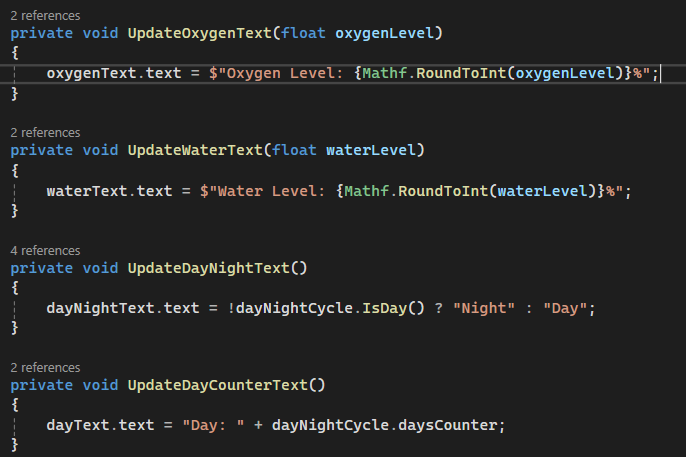 2 references
private void UpdateOxygenText(float oxygenLevel)
{
oxygenText.text = $"Oxygen Level: {Mathf.RoundToInt(oxygenLevel)}%";
}
2 references
private void UpdateWaterText(float waterLevel)
{
waterText.text = $"Water Level: {Mathf.RoundToInt(waterLevel)}%";
}
4 references
private void UpdateDayNightText()
{
dayNightText.text = !dayNightCycle.IsDay() ? "Night" : "Day";
}
2 references
private void UpdateDayCounterText()
{
dayText.text = "Day: " + dayNightCycle.daysCounter;
}